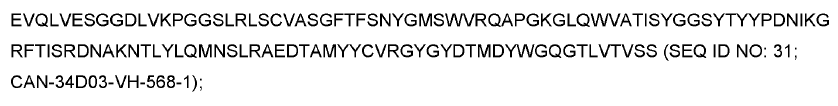 EVQLVESGGDLVKPGGSLRLSCVASGFTFSNYGMSWVRQAPGKGLQWVATISYGGSYTYYPDNIKG
RFTISRDNAKNTLYLQMNSLRAEDTAMYYCVRGYGYDTMDYWGQGTLVTVSS (SEQ ID NO: 31;
CAN-34D03-VH-568-1);